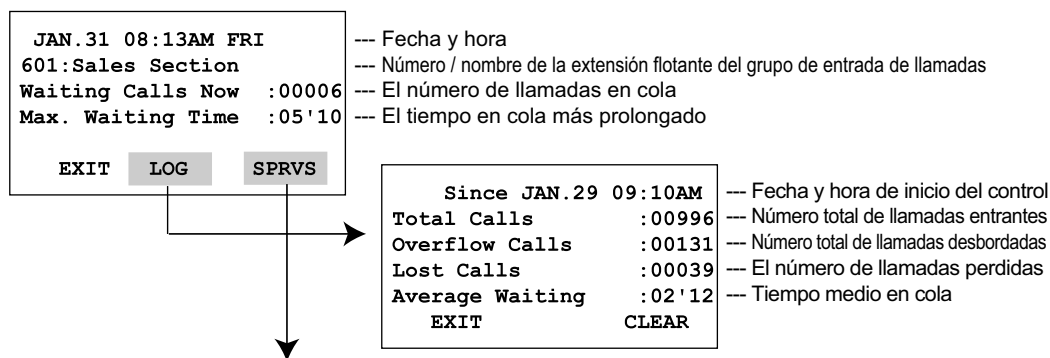 JAN.31 08:13AM FRI --- Fecha y hora
601:Sales Section --- Número / nombre de la extensión flotante del grupo de entrada de llamadas
Waiting Calls Now :00006 --- El número de llamadas en cola
Max. Waiting Time :05'10 --- El tiempo en cola más prolongado
EXIT LOG SPRVS
Since JAN.29 09:10AM --- Fecha y hora de inicio del control
Total Calls :00996 --- Número total de llamadas entrantes
Overflow Calls :00131 --- Número total de llamadas desbordadas
Lost Calls :00039 --- El número de llamadas perdidas
Average Waiting :02'12 --- Tiempo medio en cola
EXIT CLEAR